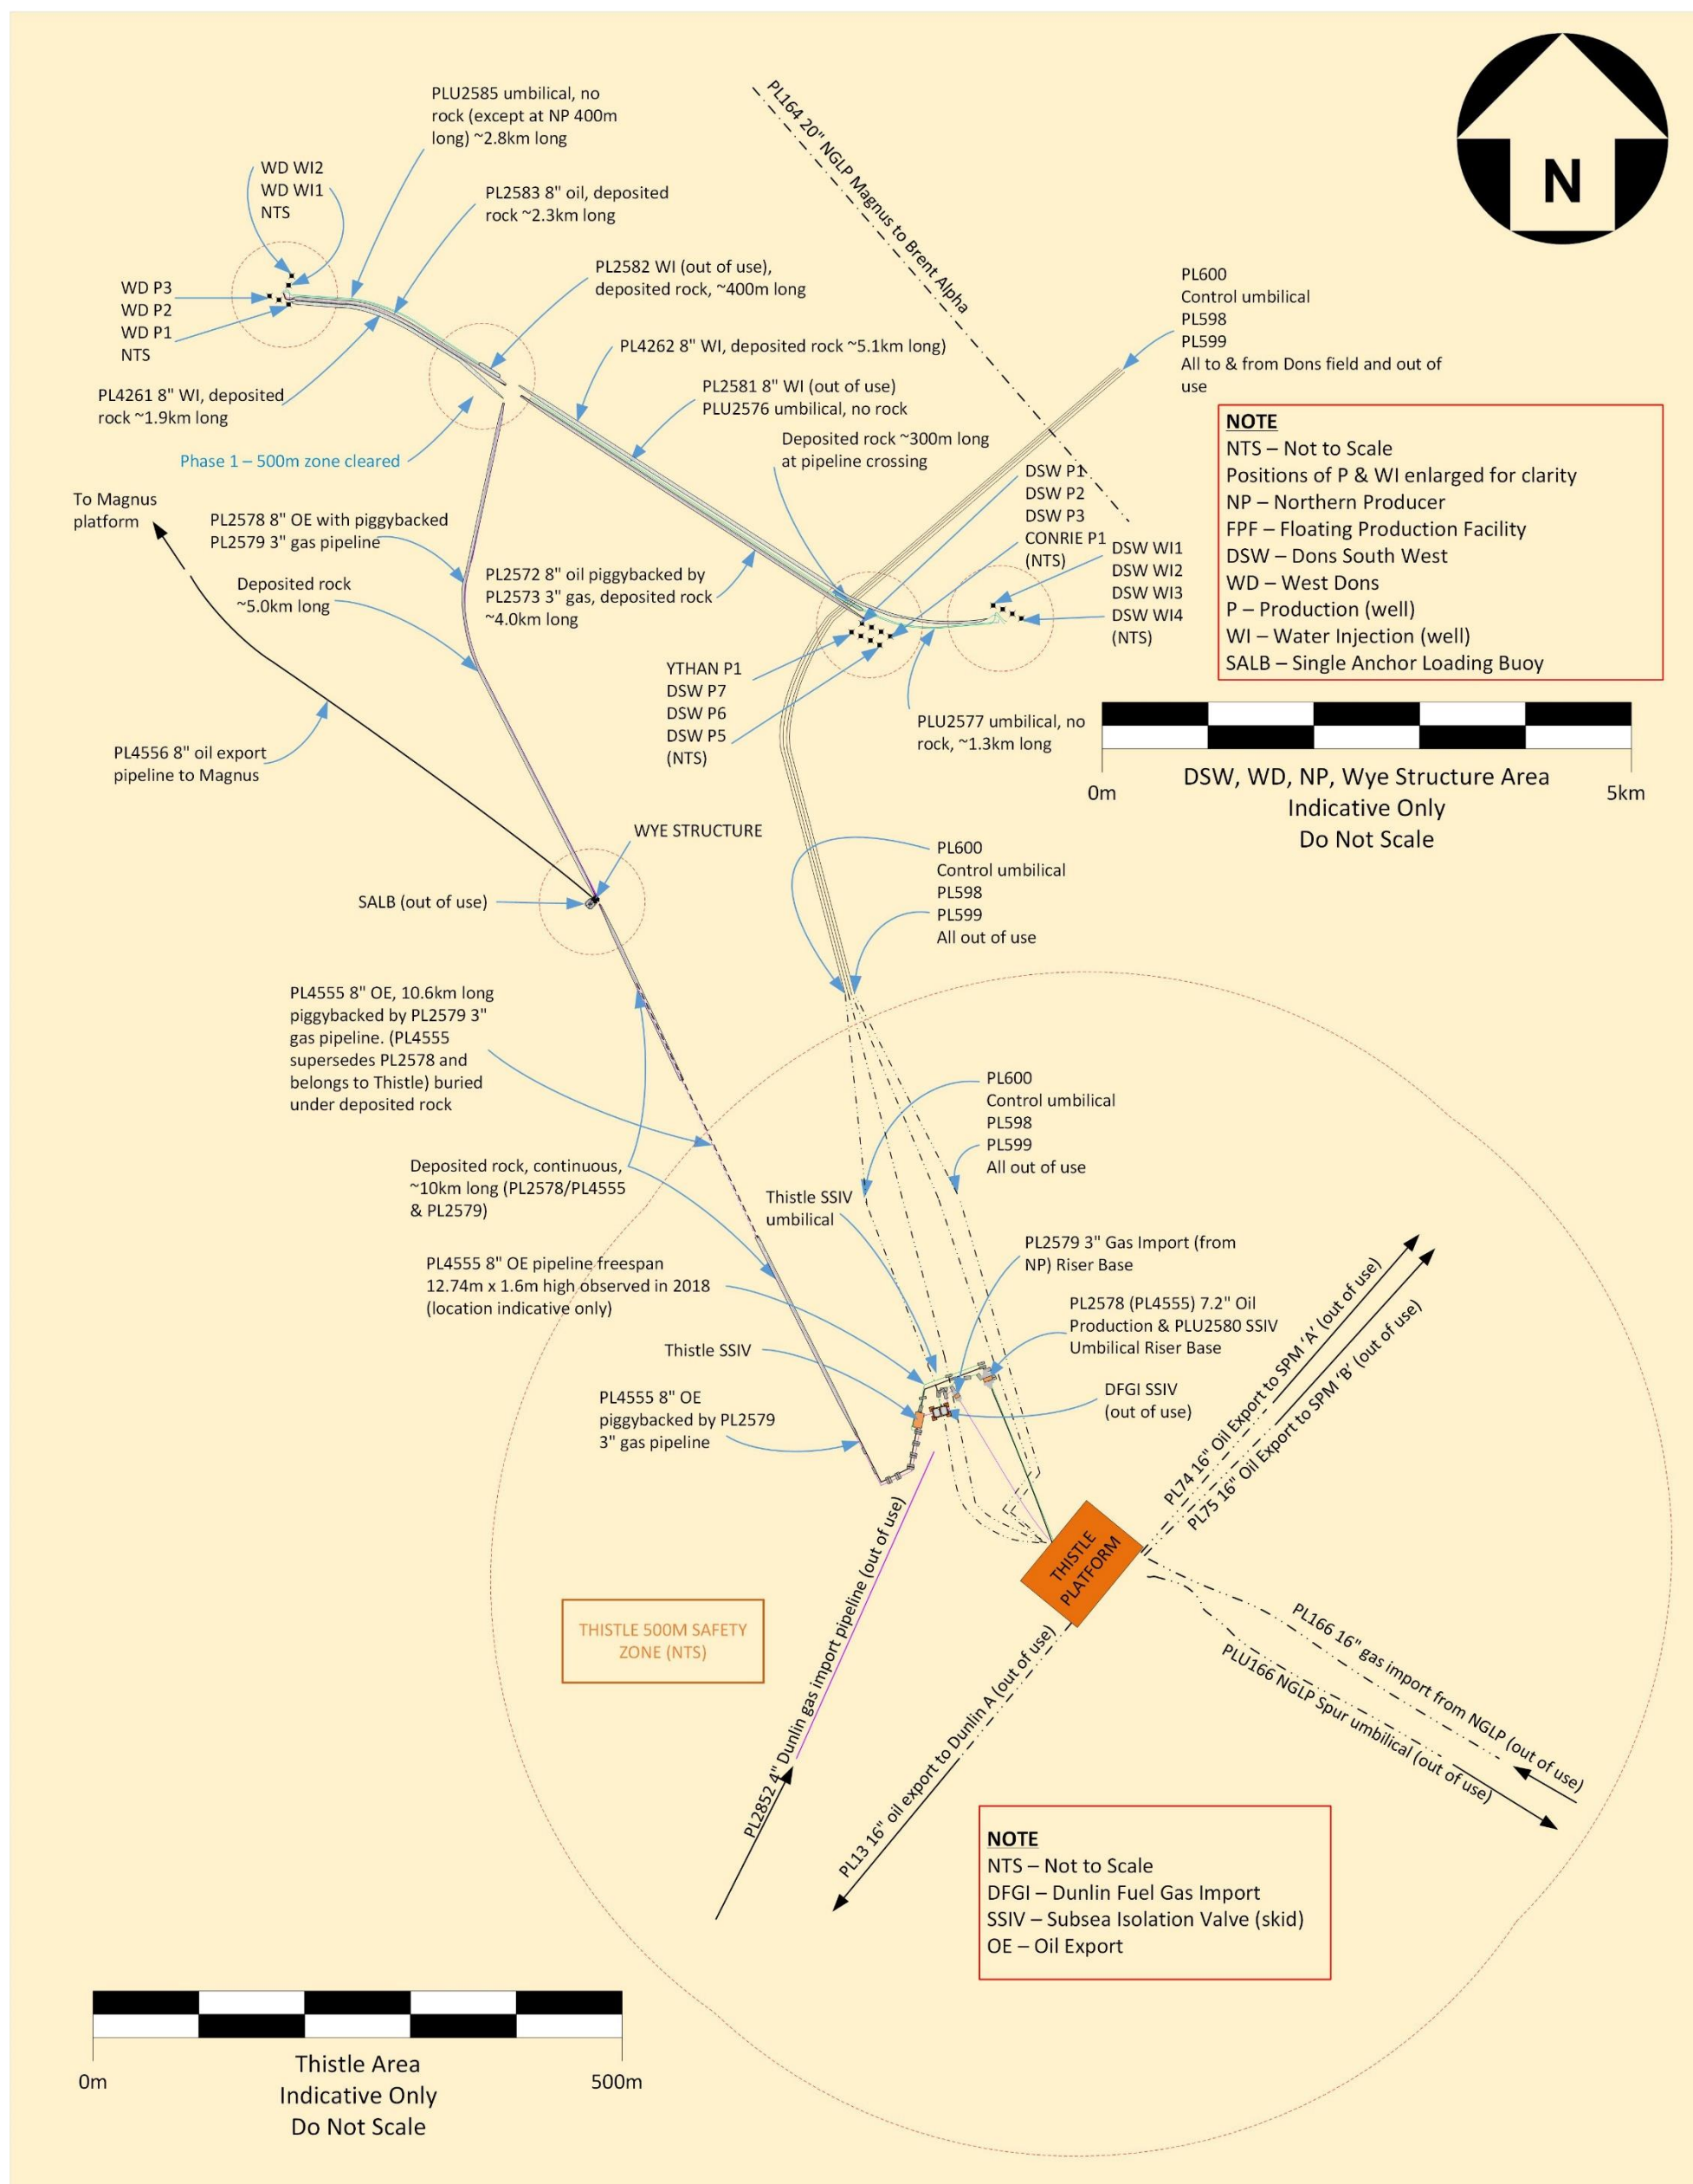 PLU2585 umbilical, no
rock (except at NP 400m
long) ~2.8km long
PL164 20" NGLP Magnus to Brent Alpha
N
WD WI2
WD WI1
NTS
PL2583 8" oil, deposited
rock ~2.3km long
PL2582 WI (out of use),
deposited rock, ~400m long
WD P3
WD P2
WD P1
NTS
PL600
Control umbilical
PL598
PL599
All to & from Dons field and out of
use
PL4262 8" WI, deposited rock ~5.1km long)
PL4261 8" WI, deposited
rock ~1.9km long
PL2581 8" WI (out of use)
PLU2576 umbilical, no rock
Deposited rock ~300m long
at pipeline crossing
Phase 1 – 500m zone cleared
DSW P1
DSW P2
DSW P3
CONRIE P1
(NTS)
NOTE
NTS – Not to Scale
Positions of P & WI enlarged for clarity
NP – Northern Producer
FPF – Floating Production Facility
DSW – Dons South West
WD – West Dons
P – Production (well)
WI – Water Injection (well)
SALB – Single Anchor Loading Buoy
To Magnus
platform
PL2578 8" OE with piggybacked
PL2579 3" gas pipeline
DSW WI1
DSW WI2
DSW WI3
DSW WI4
(NTS)
Deposited rock
~5.0km long
PL2572 8" oil piggybacked by
PL2573 3" gas, deposited rock
~4.0km long
YTHAN P1
DSW P7
DSW P6
DSW P5
(NTS)
PLU2577 umbilical, no
rock, ~1.3km long
PL4556 8" oil export
pipeline to Magnus
0m
5km
DSW, WD, NP, Wye Structure Area
Indicative Only
Do Not Scale
WYE STRUCTURE
PL600
Control umbilical
PL598
PL599
All out of use
SALB (out of use)
PL4555 8" OE, 10.6km long
piggybacked by PL2579 3"
gas pipeline. (PL4555
supersedes PL2578 and
belongs to Thistle) buried
under deposited rock
PL600
Control umbilical
PL598
PL599
All out of use
Deposited rock, continuous,
~10km long (PL2578/PL4555
& PL2579)
Thistle SSIV
umbilical
PL2579 3" Gas Import (from
NP) Riser Base
PL4555 8" OE pipeline freespan
12.74m x 1.6m high observed in 2018
(location indicative only)
PL2578 (PL4555) 7.2" Oil
Production & PLU2580 SSIV
Umbilical Riser Base
Thistle SSIV
PL4555 8" OE
piggybacked by PL2579
3" gas pipeline
DFGI SSIV
(out of use)
PL74 16" Oil Export to SPM ‘A’ (out of use)
PL75 16" Oil Export to SPM ‘B’ (out of use)
THISTLE
PLATFORM
PL2852 4" Dunlin gas import pipeline (out of use)
THISTLE 500M SAFETY
ZONE (NTS)
PL13 16" oil export to Dunlin A (out of use)
PL166 16" gas import from NGLP (out of use)
PLU166 NGLP Spur umbilical (out of use)
NOTE
NTS – Not to Scale
DFGI – Dunlin Fuel Gas Import
SSIV – Subsea Isolation Valve (skid)
OE – Oil Export
0m
500m
Thistle Area
Indicative Only
Do Not Scale